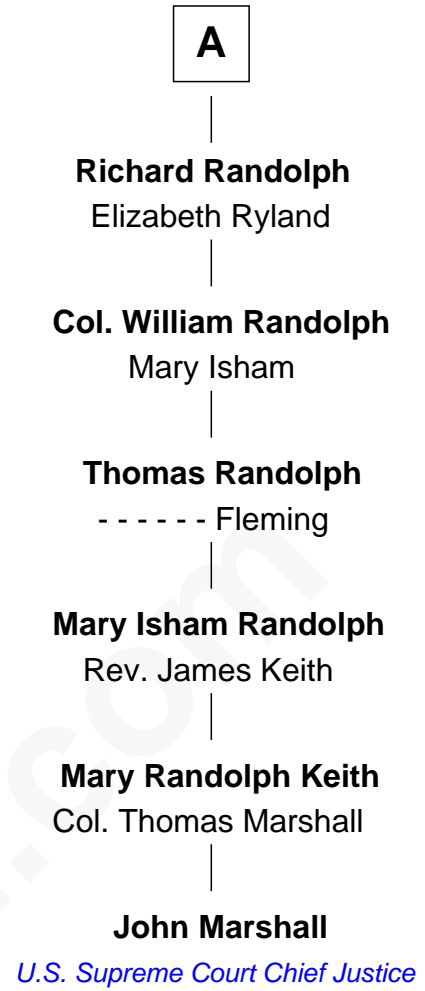 A
Richard Randolph
Elizabeth Ryland
Col. William Randolph
Mary Isham
Thomas Randolph
- - - - - - Fleming
Mary Isham Randolph
Rev. James Keith
Mary Randolph Keith
Col. Thomas Marshall
John Marshall
U.S. Supreme Court Chief Justice